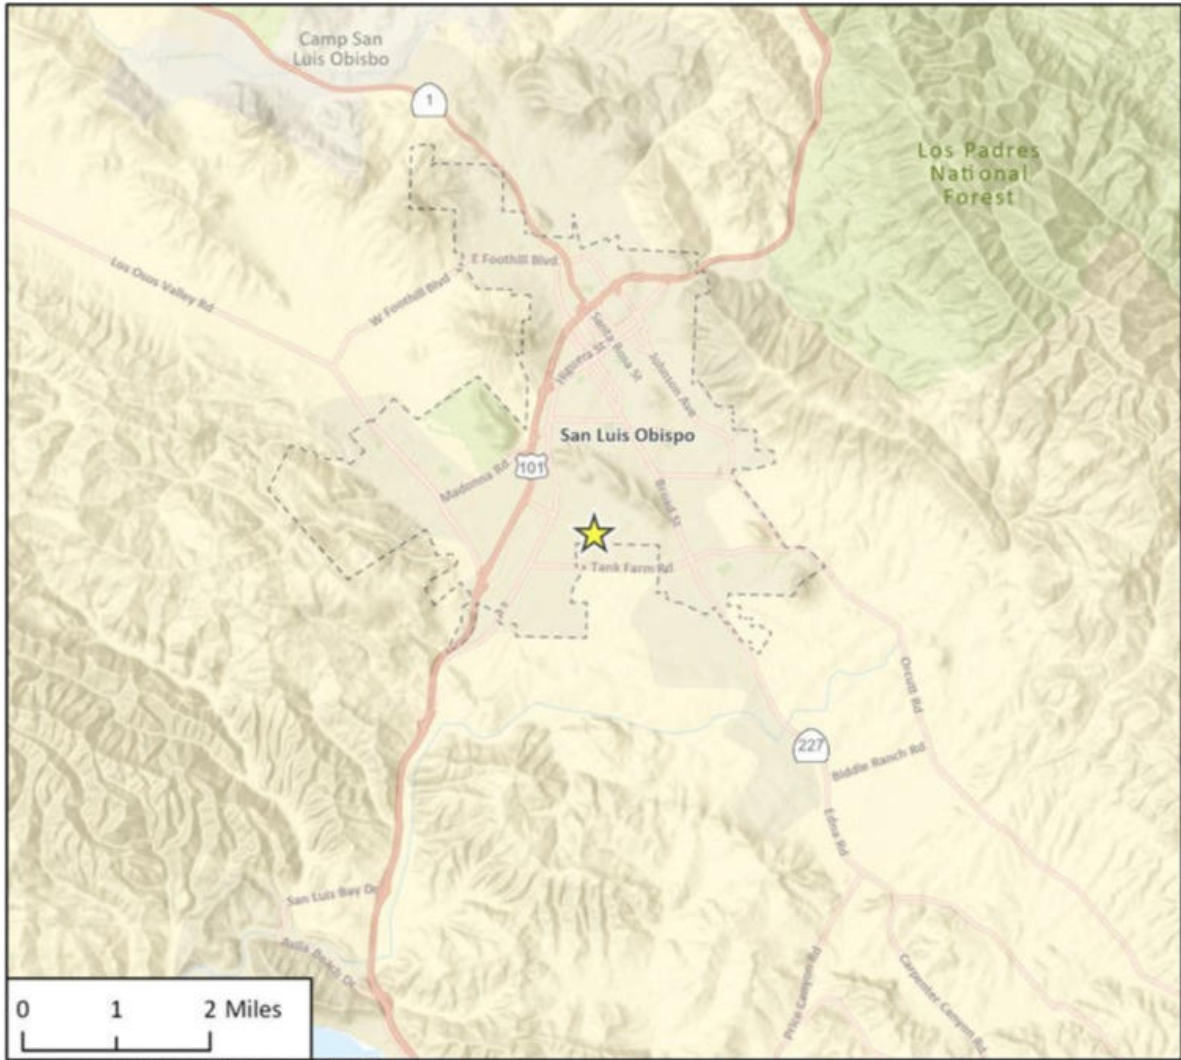 Camp San
Luis Obisbo
1
Los Padres
National
Forest
Los Osos Valley Rd
W Foothill Blvd
E Foothill Blvd
Santa Rosa St
Higuera St
Johnson Ave
San Luis Obispo
Madonna Rd
101
Broad St
Tank Farm Rd
Orcutt Rd
227
Biddle Ranch Rd
Edna Rd
San Luis Bay Dr
Avila Beach Dr
Price Canyon Rd
Carpenter Canyon Rd
0 1 2 Miles